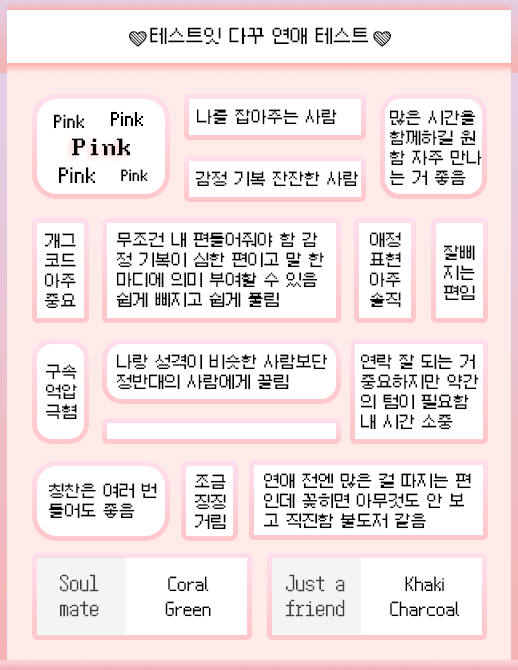 테스트잇 다꾸 연애 테스트
Pink Pink
Pink
Pink Pink
나를 잡아주는 사람
감정 기복 잔잔한 사람
많은 시간을
함께하길 원
함 자주 만나
는 거 좋음
개그
코드
아주
중요
무조건 내 편들어줘야 함 감
정 기복이 심한 편이고 말 한
마디에 의미 부여할 수 있음
쉽게 삐지고 쉽게 풀림
애정
표현
아주
솔직
잘삐
지는
편임
구속
억압
극혐
나랑 성격이 비슷한 사람보단
정반대의 사람에게 끌림
연락 잘 되는 거
중요하지만 약간
의 텀이 필요함
내 시간 소중
칭찬은 여러 번
들어도 좋음
조금
징징
거림
연애 전엔 많은 걸 따지는 편
인데 꽂히면 아무것도 안 보
고 직진함 불도저 같음
Soul
mate
Coral
Green
Just a
friend
Khaki
Charcoal